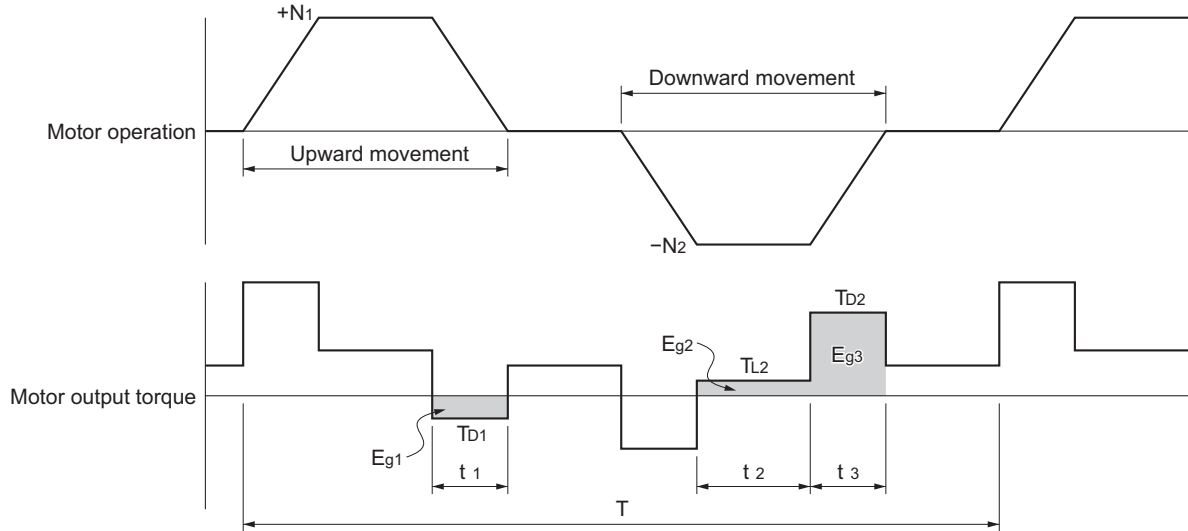 +N1
Downward movement
Motor operation
Upward movement
−N2
TD2
Eg2
TL2
Eg3
Motor output torque
TD1
Eg1
t 1
t 2
t 3
T